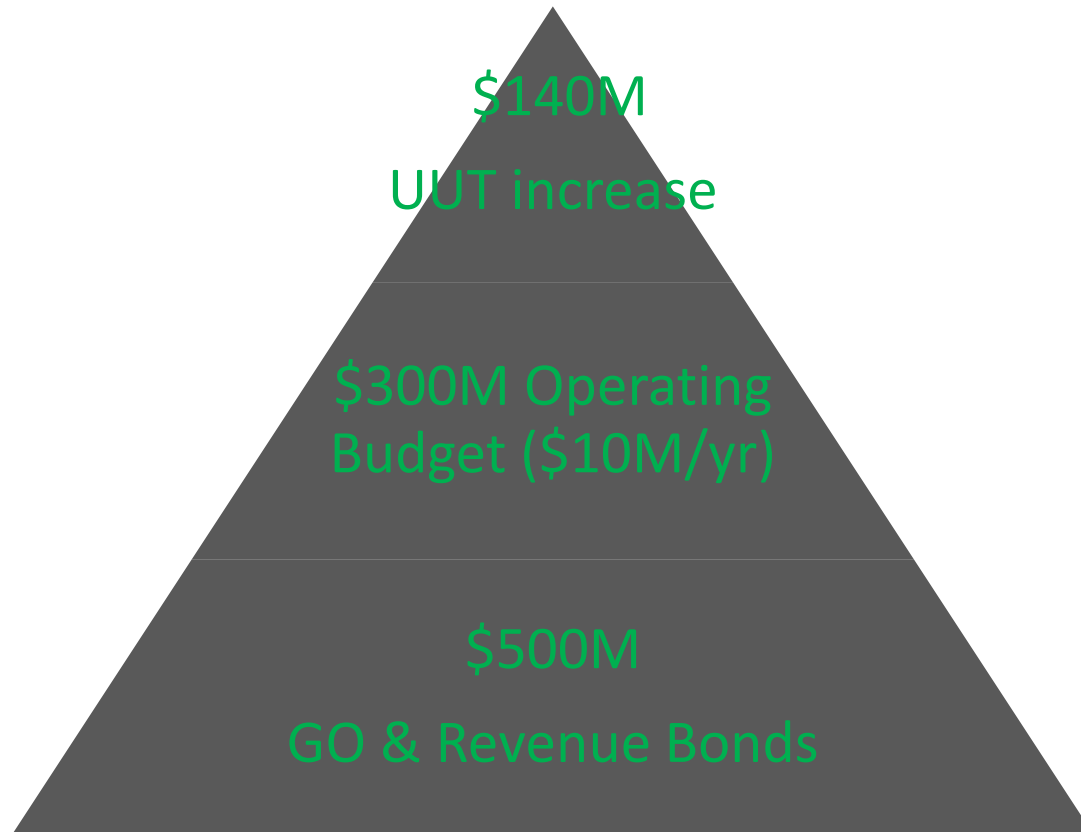 $140M
UUT increase
$300M Operating
Budget ($10M/yr)
$500M
GO & Revenue Bonds